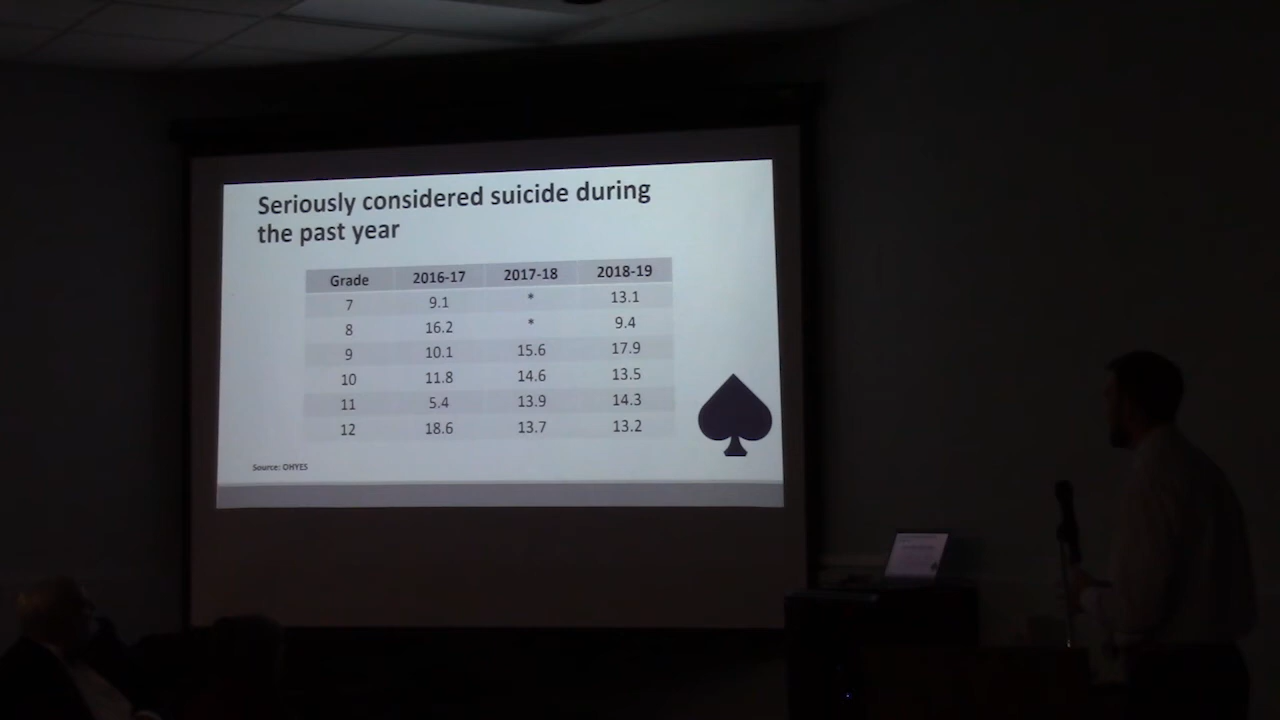 Seriously considered suicide during
the past year
Grade 2016-17 2017-18 2018-19
7 9.1 * 13.1
8 16.2 * 9.4
9 10.1 15.6 17.9
10 11.8 14.6 13.5
11 5.4 13.9 14.3
12 18.6 13.7 13.2
Source: OHYES